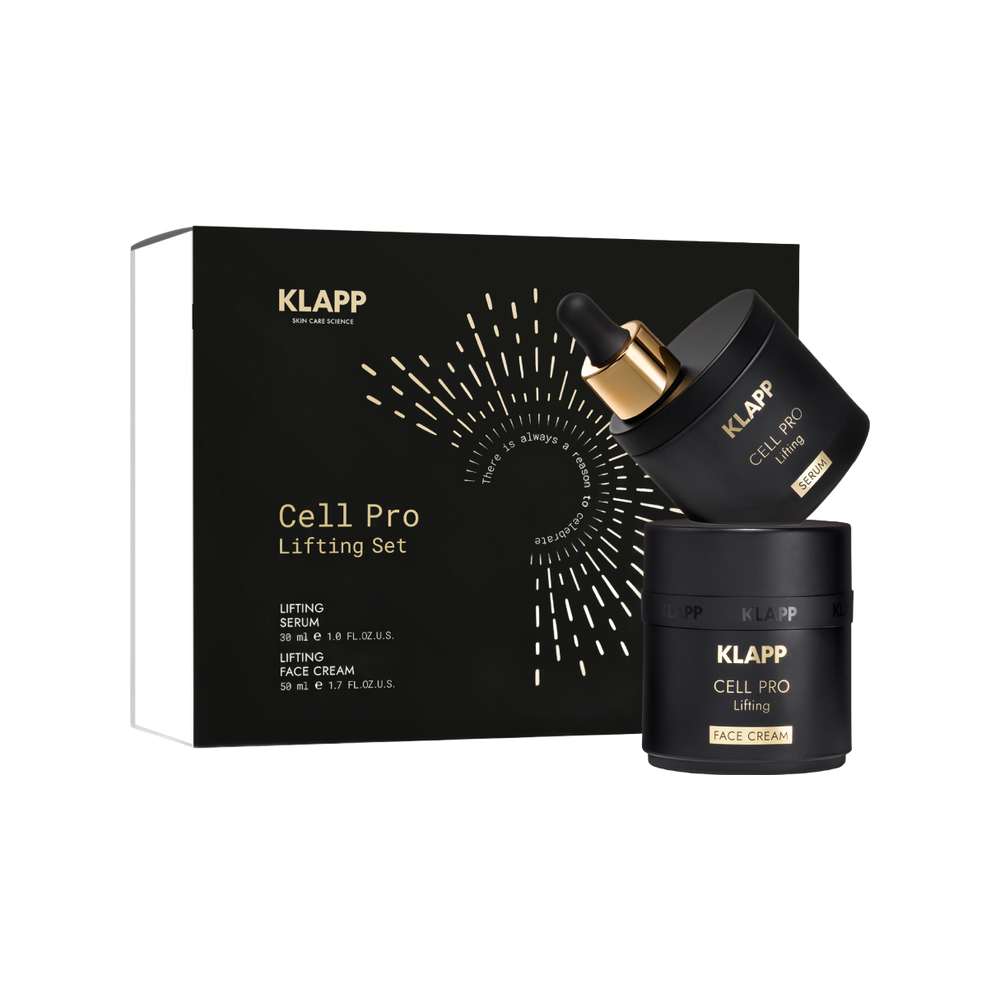 KLAPP
SKIN CARE SCIENCE
There is always a reason to celebrate
Cell Pro
Lifting Set
LIFTING
SERUM
30 ml e 1.0 FL.OZ.U.S.
LIFTING
FACE CREAM
50 ml e 1.7 FL.OZ.U.S.
KLAPP
CELL PRO
Lifting
SERUM
KLAPP KLAPP KL
KLAPP
CELL PRO
Lifting
FACE CREAM